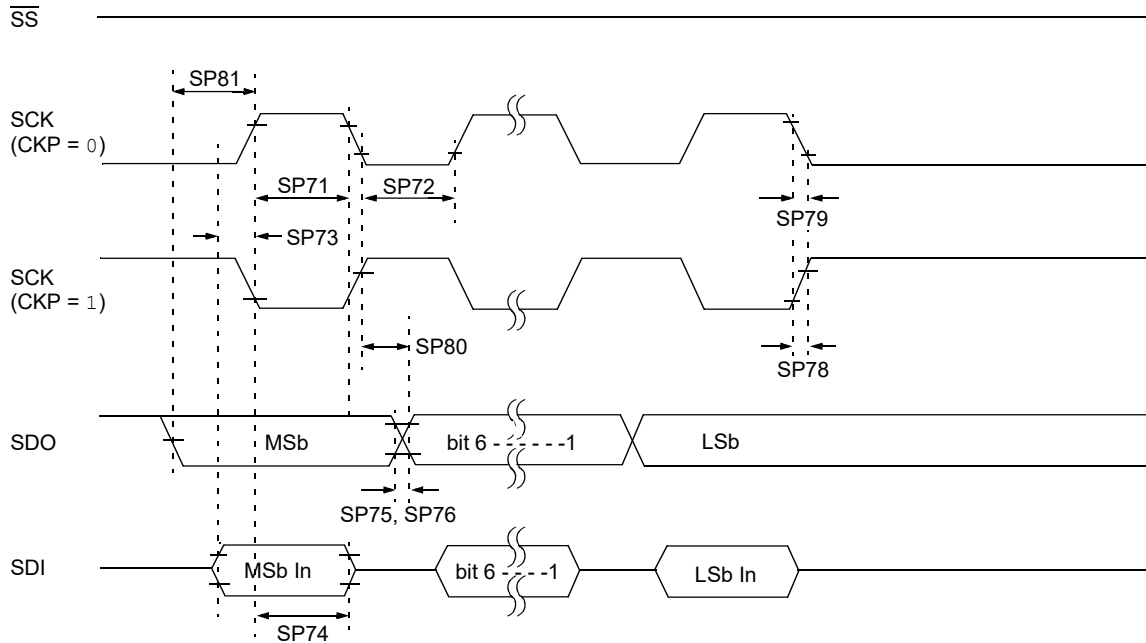 SS
SP81
SCK
(CKP = 0)
SP71
SP72
SP79
SP73
SCK
(CKP = 1)
SP80
SP78
SDO
MSb
bit 6 - - - - - - -1
LSb
SP75, SP76
SDI
MSb In
bit 6 - - - - -1
LSb In
SP74